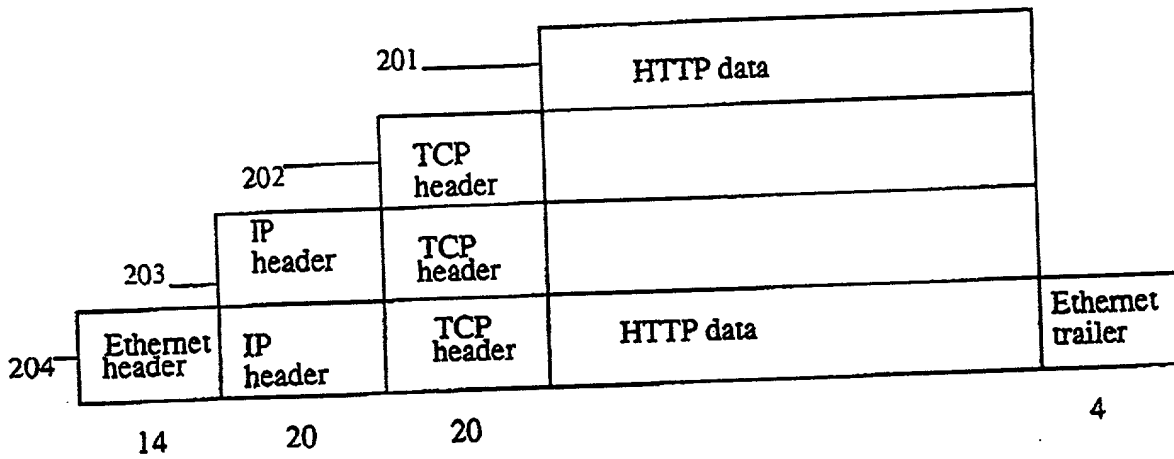 201
HTTP data
202
TCP
header
203
IP
header
TCP
header
204
Ethernet
header
IP
header
TCP
header
HTTP data
Ethernet
trailer
14
20
20
4